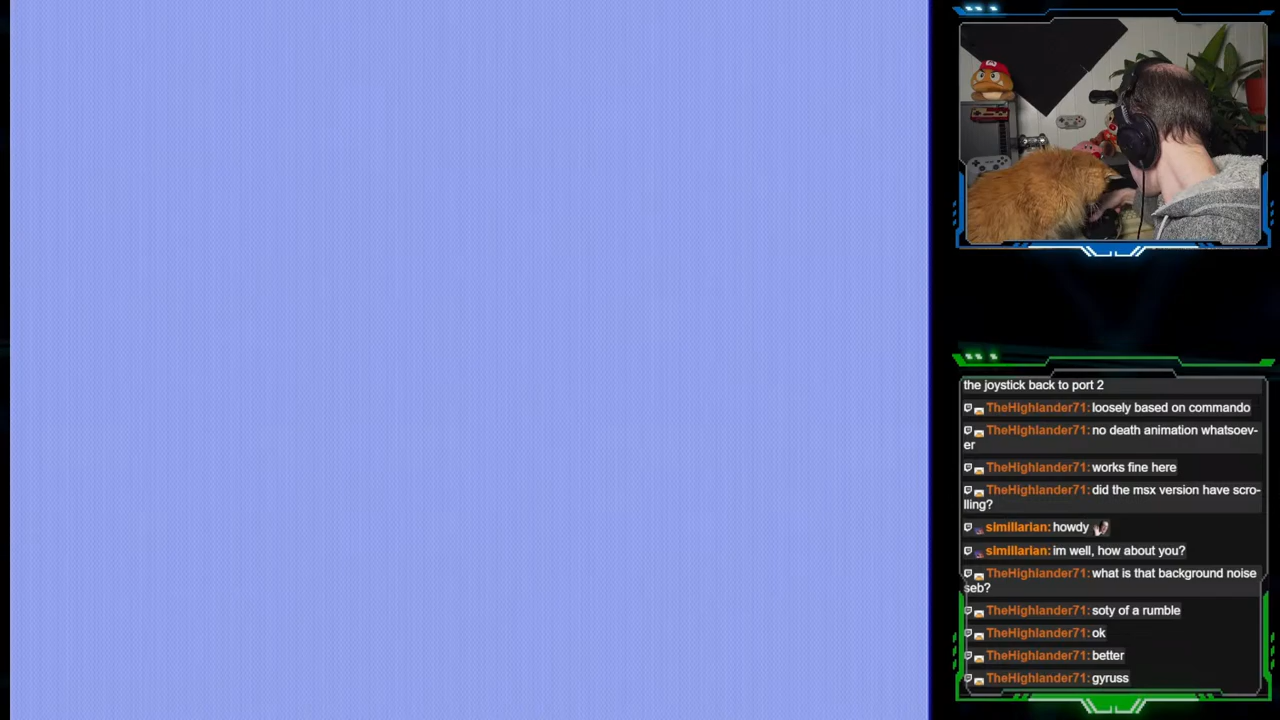 the joystick back to port 2
TheHighlander71: loosely based on commando
TheHighlander71: no death animation whatsoev-
er
TheHighlander71: works fine here
TheHighlander71: did the msx version have scro-
lling?
simillarian: howdy
simillarian: im well, how about you?
TheHighlander71: what is that background noise
seb?
TheHighlander71: soty of a rumble
TheHighlander71: ok
TheHighlander71: better
TheHighlander71: gyruss